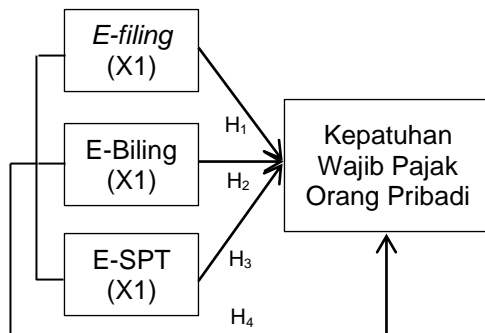 E-filing
(X1)
H1
E-Biling
(X1)
H2
E-SPT
(X1)
H3
H4
Kepatuhan
Wajib Pajak
Orang Pribadi